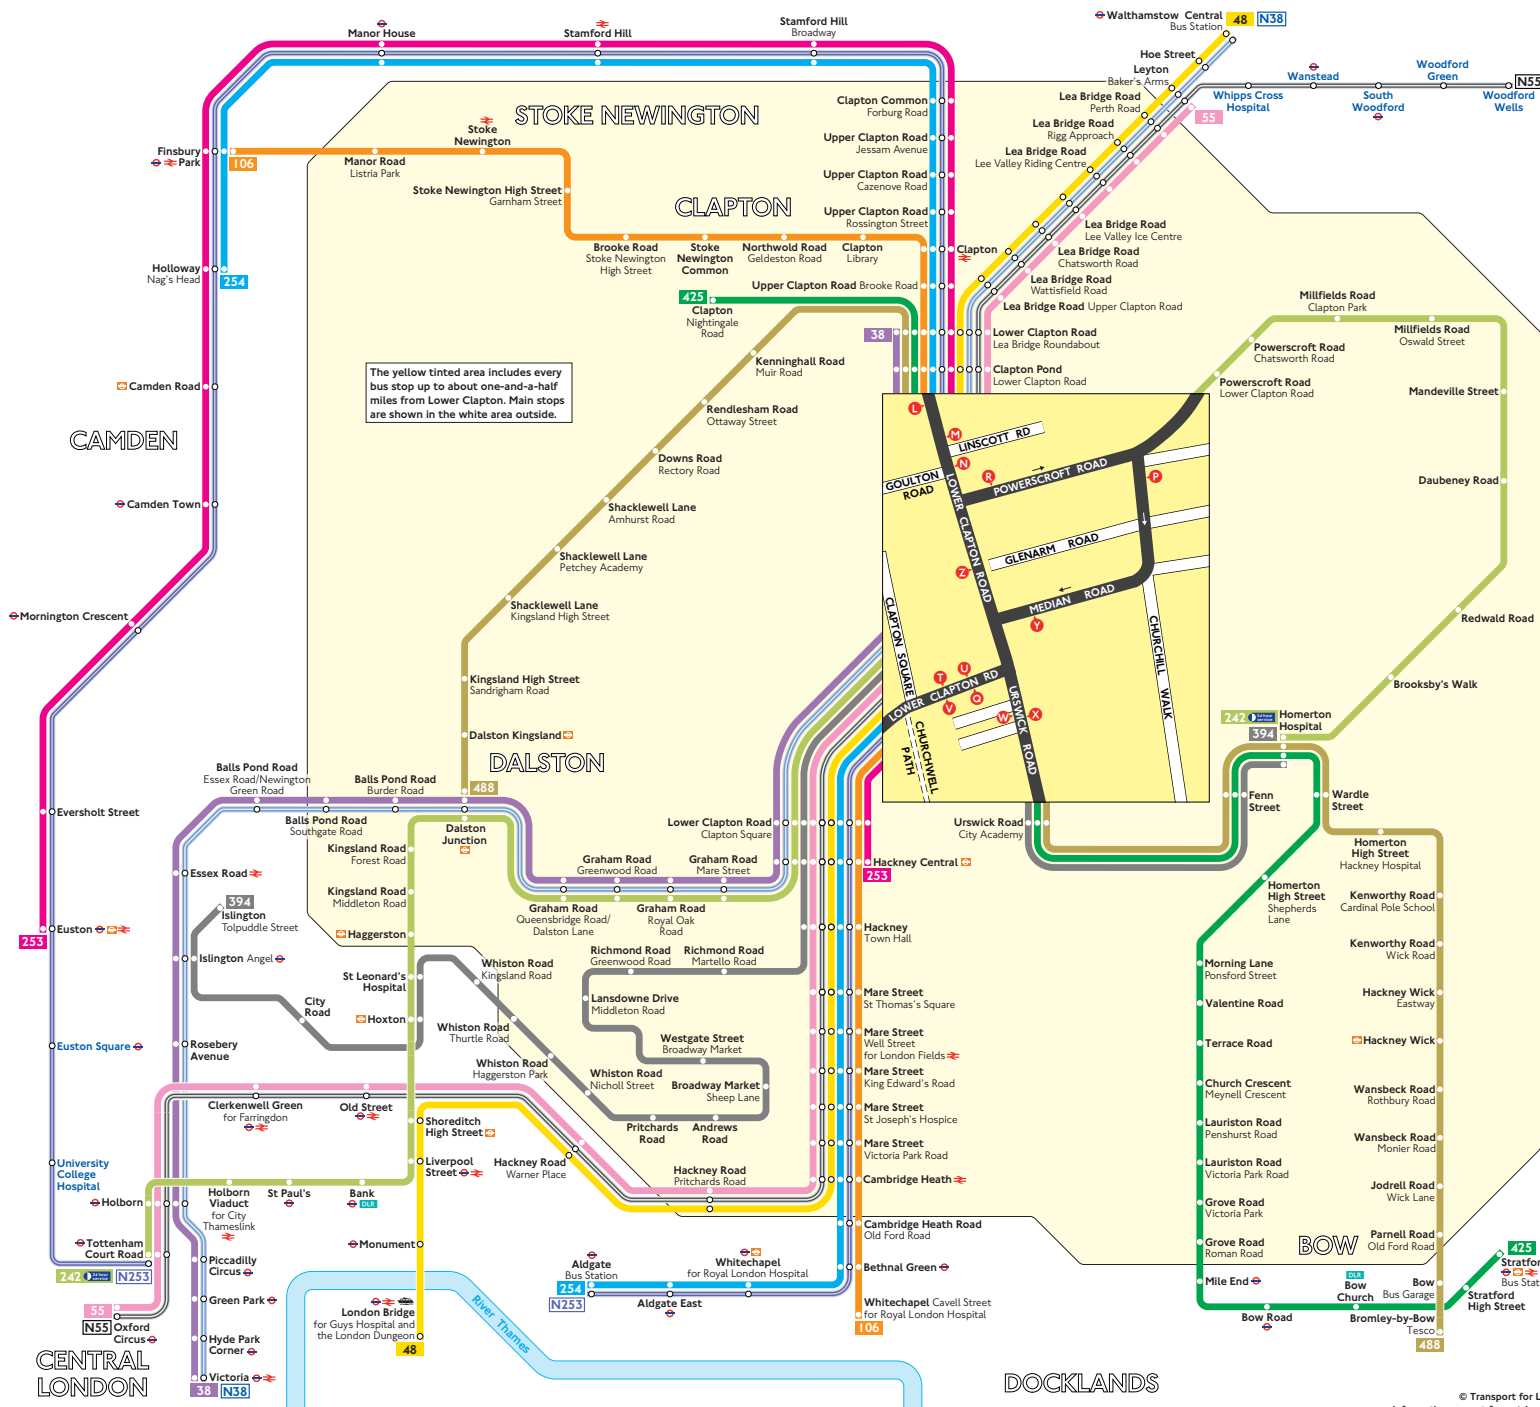 Walthamstow Central
Bus Station
48
N38
Hoe Street
Leyton
Baker's Arms
Lea Bridge Road
Perth Road
Lea Bridge Road
Rigg Approach
Lea Bridge Road
Lee Valley Riding Centre
55
Whipps Cross
Hospital
Wanstead
South
Woodford
Woodford
Green
Woodford
Wells
N55
Manor House
Stamford Hill
Stamford Hill
Broadway
STOKE NEWINGTON
Clapton Common
Forburg Road
Upper Clapton Road
Jessam Avenue
Upper Clapton Road
Cazenove Road
Upper Clapton Road
Rossington Street
Finsbury
Park
106
Manor Road
Listria Park
Stoke
Newington
Stoke Newington High Street
Garnham Street
CLAPTON
Brooke Road
Stoke Newington
High Street
Stoke
Newington
Common
Northwold Road
Geldeston Road
Clapton
Library
Clapton
Upper Clapton Road Brooke Road
Holloway
Nag's Head
254
425
Clapton
Nightingale
Road
38
Lea Bridge Road
Lee Valley Ice Centre
Lea Bridge Road
Chatsworth Road
Lea Bridge Road
Wattisfield Road
Lea Bridge Road Upper Clapton Road
Lower Clapton Road
Lea Bridge Roundabout
Clapton Pond
Lower Clapton Road
Millfields Road
Clapton Park
Millfields Road
Oswald Street
Powerscroft Road
Chatsworth Road
Powerscroft Road
Lower Clapton Road
Mandeville Street
Daubeney Road
Redwald Road
Brooksby's Walk
Homerton
Hospital
242
24 hour
service
394
The yellow tinted area includes every
bus stop up to about one-and-a-half
miles from Lower Clapton. Main stops
are shown in the white area outside.
Kenninghall Road
Muir Road
Rendlesham Road
Ottaway Street
Downs Road
Rectory Road
Shacklewell Lane
Amhurst Road
Shacklewell Lane
Petchey Academy
Shacklewell Lane
Kingsland High Street
Kingsland High Street
Sandrigham Road
Dalston Kingsland
DALSTON
488
Camden Road
CAMDEN
Camden Town
Mornington Crescent
Eversholt Street
253
Euston
Euston Square
University
College
Hospital
L
M
LINSCOTT RD
N
GOULTON
ROAD
R
POWERSCROFT ROAD
P
LOWER CLAPTON ROAD
GLENARM ROAD
Z
MEDIAN ROAD
Y
CLAPTON SQUARE
CHURCHILL WALK
T
U
LOWER CLAPTON RD
V
Q
W
X
URSWICK ROAD
CHURCHWELL
PATH
Balls Pond Road
Essex Road/Newington
Green Road
Balls Pond Road
Southgate Road
Balls Pond Road
Burder Road
Dalston
Junction
Kingsland Road
Forest Road
Kingsland Road
Middleton Road
Haggerston
St Leonard's
Hospital
Hoxton
Essex Road
394
Islington
Tolpuddle Street
Islington Angel
City
Road
Rosebery
Avenue
Graham Road
Greenwood Road
Graham Road
Mare Street
Graham Road
Queensbridge Road/
Dalston Lane
Graham Road
Royal Oak
Road
Lower Clapton Road
Clapton Square
Hackney Central
253
Hackney
Town Hall
Richmond Road
Greenwood Road
Richmond Road
Martello Road
Lansdowne Drive
Middleton Road
Westgate Street
Broadway Market
Broadway Market
Sheep Lane
Whiston Road
Kingsland Road
Whiston Road
Thurtle Road
Whiston Road
Haggerston Park
Whiston Road
Nicholl Street
Pritchards
Road
Andrews
Road
Mare Street
St Thomas's Square
Mare Street
Well Street
for London Fields
Mare Street
King Edward's Road
Mare Street
St Joseph's Hospice
Mare Street
Victoria Park Road
Cambridge Heath
Cambridge Heath Road
Old Ford Road
Bethnal Green
Whitechapel Cavell Street
for Royal London Hospital
106
Urswick Road
City Academy
Fenn
Street
Wardle
Street
Homerton
High Street
Hackney Hospital
Homerton
High Street
Shepherds
Lane
Kenworthy Road
Cardinal Pole School
Kenworthy Road
Wick Road
Hackney Wick
Eastway
Hackney Wick
Wansbeck Road
Rothbury Road
Wansbeck Road
Monier Road
Jodrell Road
Wick Lane
Parnell Road
Old Ford Road
Morning Lane
Ponsford Street
Valentine Road
Terrace Road
Church Crescent
Meynell Crescent
Lauriston Road
Penshurst Road
Lauriston Road
Victoria Park Road
Grove Road
Victoria Park
Grove Road
Roman Road
BOW
Mile End
Bow Road
DLR
Bow
Church
Bow
Bus Garage
Bromley-by-Bow
Tesco
488
425
Stratfor
Bus Stat
Stratford
High Street
Clerkenwell Green
for Farringdon
Old Street
Shoreditch
High Street
Liverpool
Street
Hackney Road
Warner Place
Hackney Road
Pritchards Road
Holborn
Holborn
Viaduct
for City
Thameslink
St Paul's
Bank
DLR
Tottenham
Court Road
242
24 hour
service
N253
55
N55
Oxford
Circus
Piccadilly
Circus
Green Park
Hyde Park
Corner
Victoria
38
N38
CENTRAL
LONDON
Monument
London Bridge
for Guys Hospital and
the London Dungeon
48
River Thames
Aldgate
Bus Station
254
N253
Aldgate East
Whitechapel
for Royal London Hospital
DOCKLANDS
© Transport for L